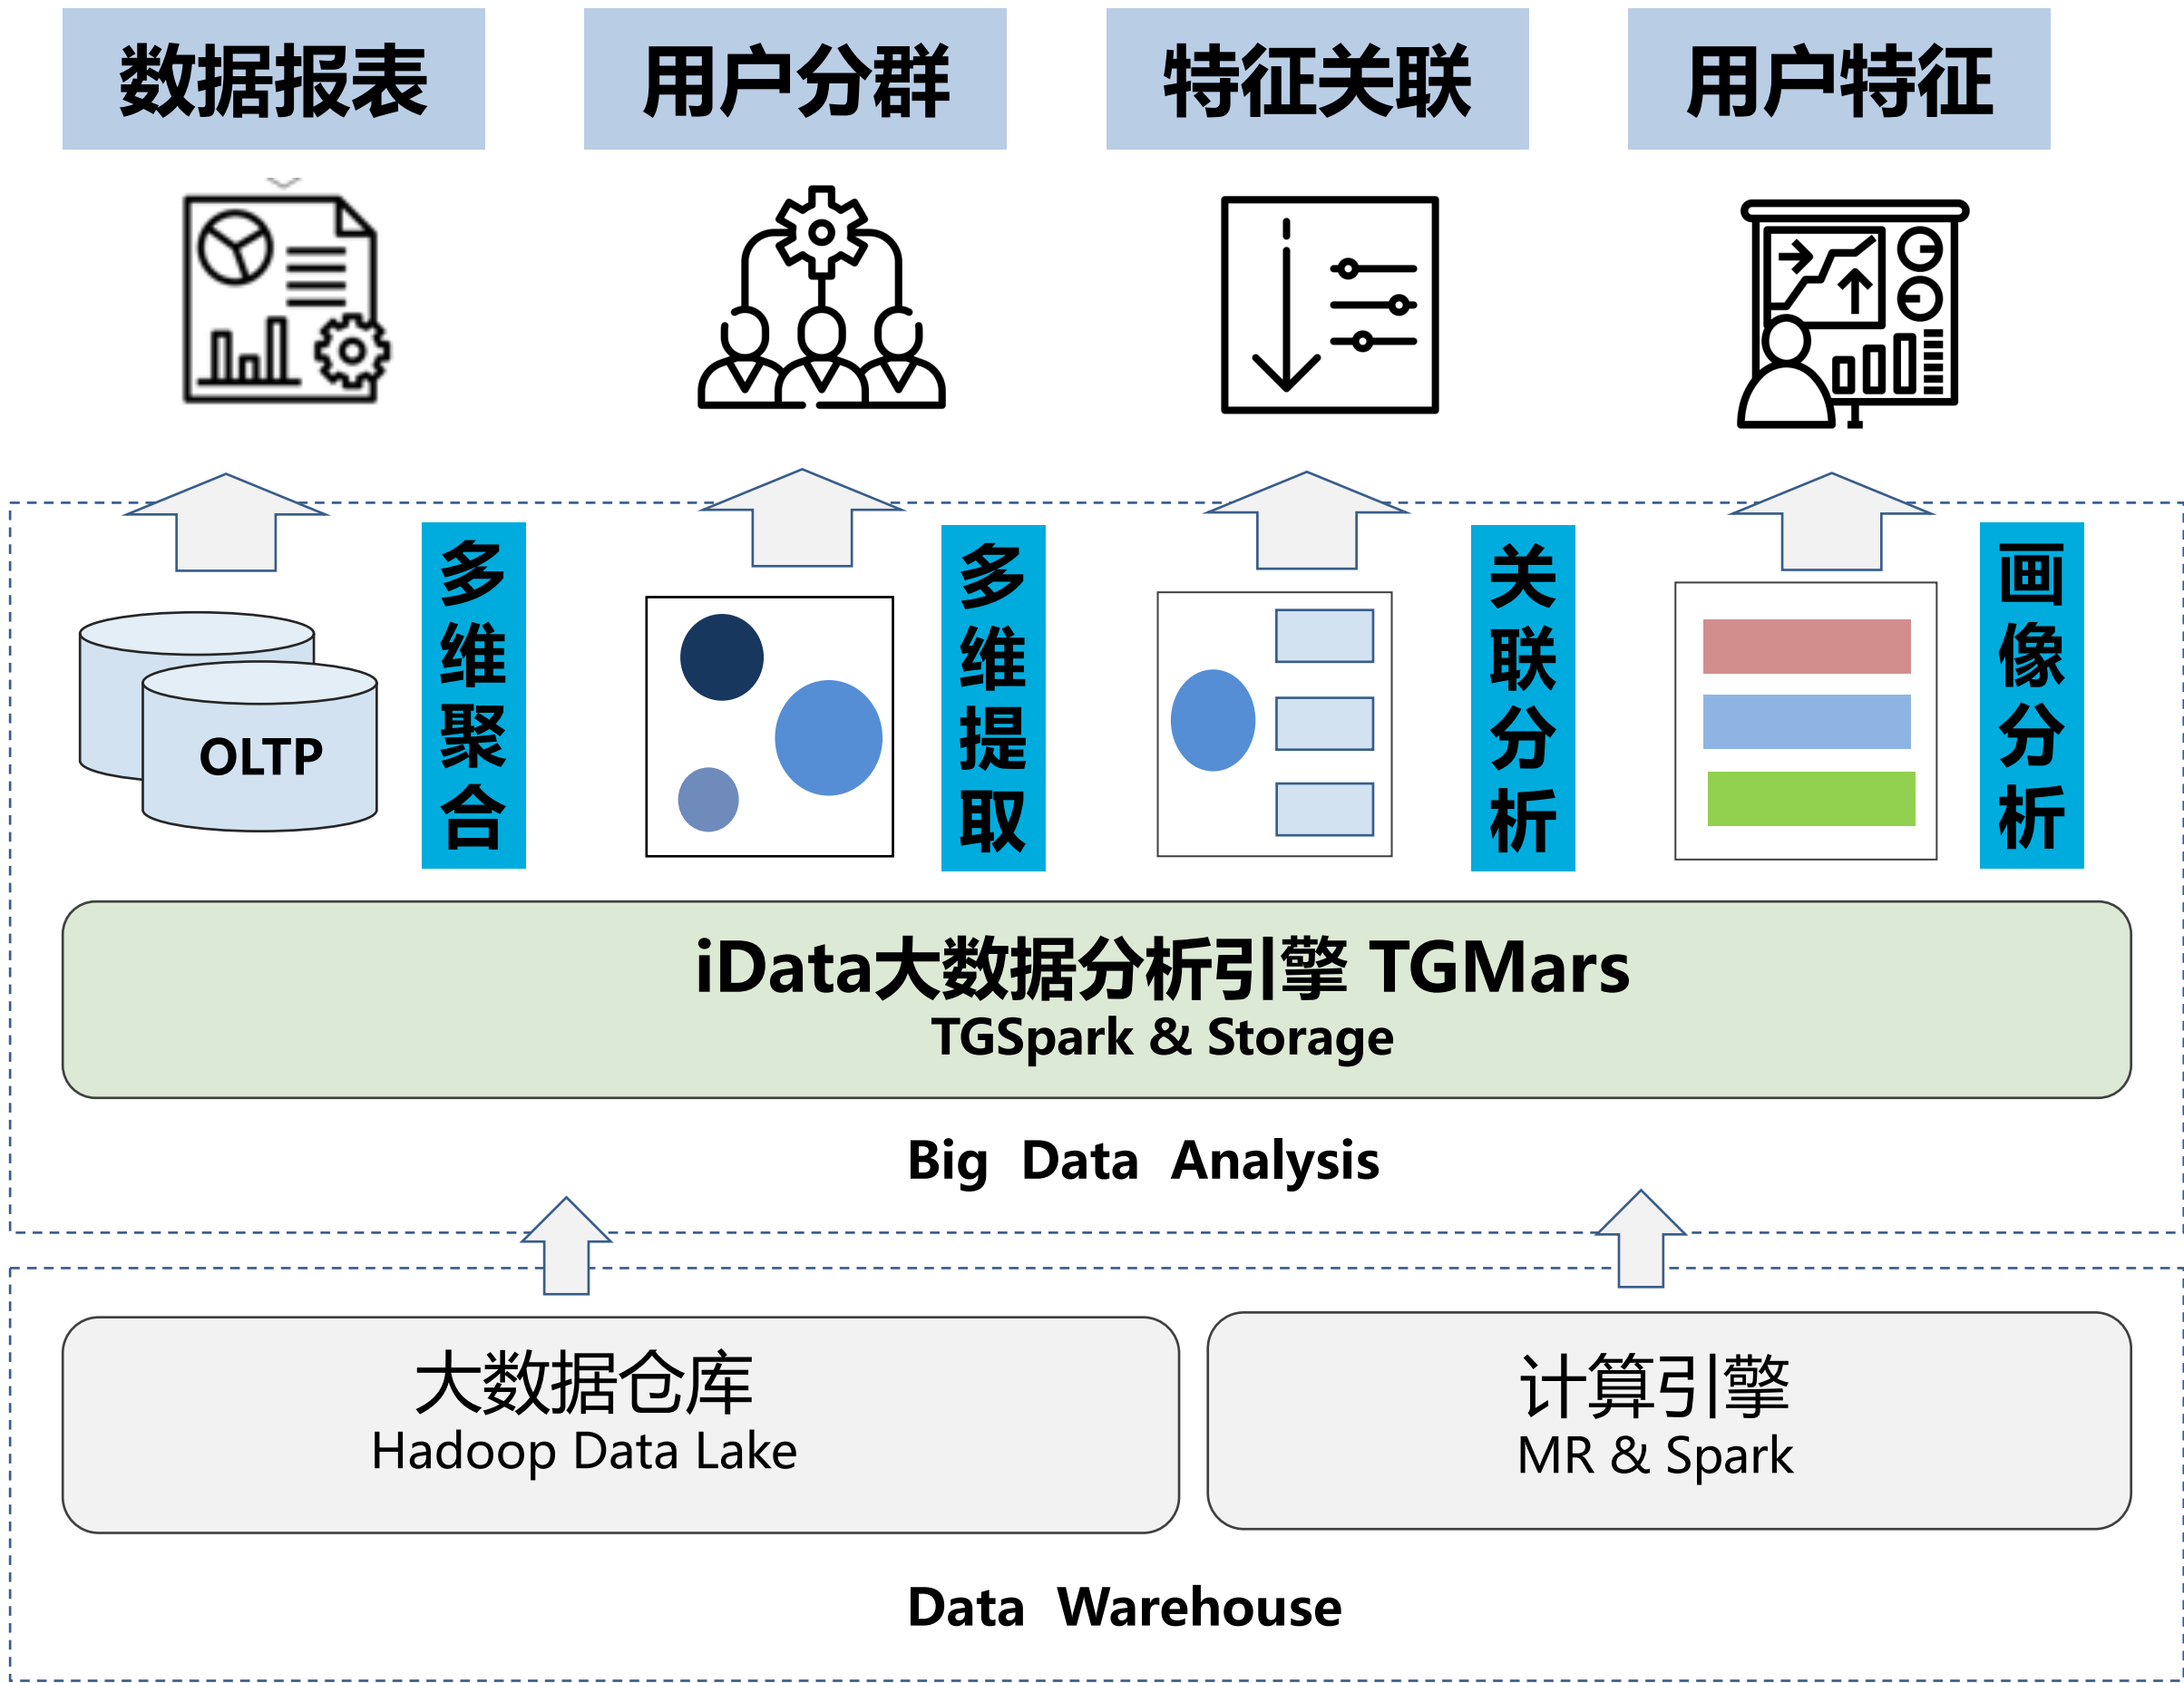 数据报表
用户分群
特征关联
用户特征
OLTP
多维聚合
多维提取
关联分析
画像分析
iData大数据分析引擎 TGMars
TGSpark & Storage
Big Data Analysis
大数据仓库
Hadoop Data Lake
计算引擎
MR & Spark
Data Warehouse